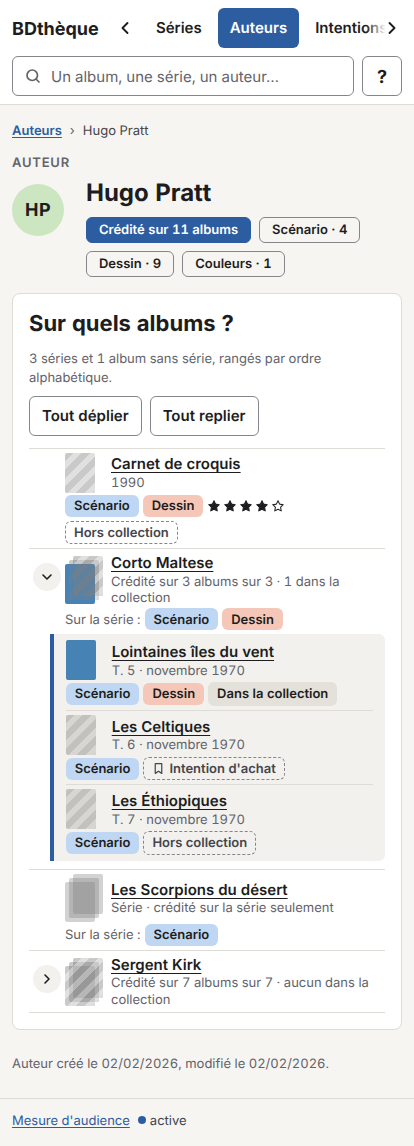 BDthèque Séries Auteurs Intentions
Un album, une série, un auteur... ?
Auteurs › Hugo Pratt
AUTEUR
HP Hugo Pratt
Crédité sur 11 albums Scénario · 4
Dessin · 9 Couleurs · 1
Sur quels albums ?
3 séries et 1 album sans série, rangés par ordre
alphabétique.
Tout déplier Tout replier
Carnet de croquis
1990
Scénario Dessin ★★★★☆
Hors collection
Corto Maltese
Crédité sur 3 albums sur 3 · 1 dans la
collection
Sur la série : Scénario Dessin
Lointaines îles du vent
T. 5 · novembre 1970
Scénario Dessin Dans la collection
Les Celtiques
T. 6 · novembre 1970
Scénario Intention d'achat
Les Éthiopiques
T. 7 · novembre 1970
Scénario Hors collection
Les Scorpions du désert
Série · crédité sur la série seulement
Sur la série : Scénario
Sergent Kirk
Crédité sur 7 albums sur 7 · aucun dans la
collection
Auteur créé le 02/02/2026, modifié le 02/02/2026.
Mesure d'audience active